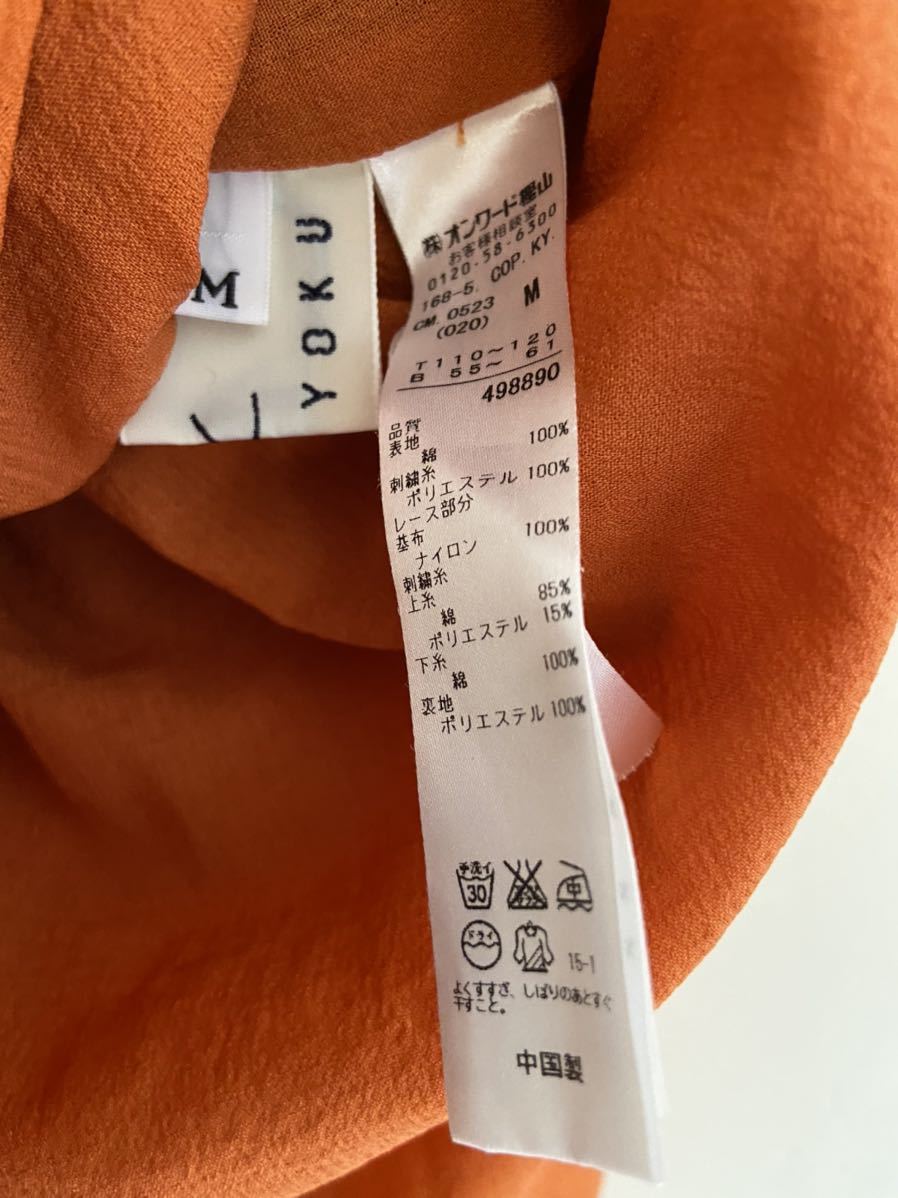 M
YOKU
㈱オンワード樫山
お客様相談室
0120-58-6300
168-5. COP. KY.
CM. 0523 M
(020)
T 110～120
B 55～ 61
498890
品質
表地
綿 100%
刺繍糸
ポリエステル 100%
レース部分
基布
ナイロン 100%
刺繍糸
上糸
綿 85%
ポリエステル 15%
下糸
綿 100%
裏地
ポリエステル 100%
手洗イ
30
中
ドライ
15-1
よくすすぎ、しぼりのあとすぐ
干すこと。
中国製